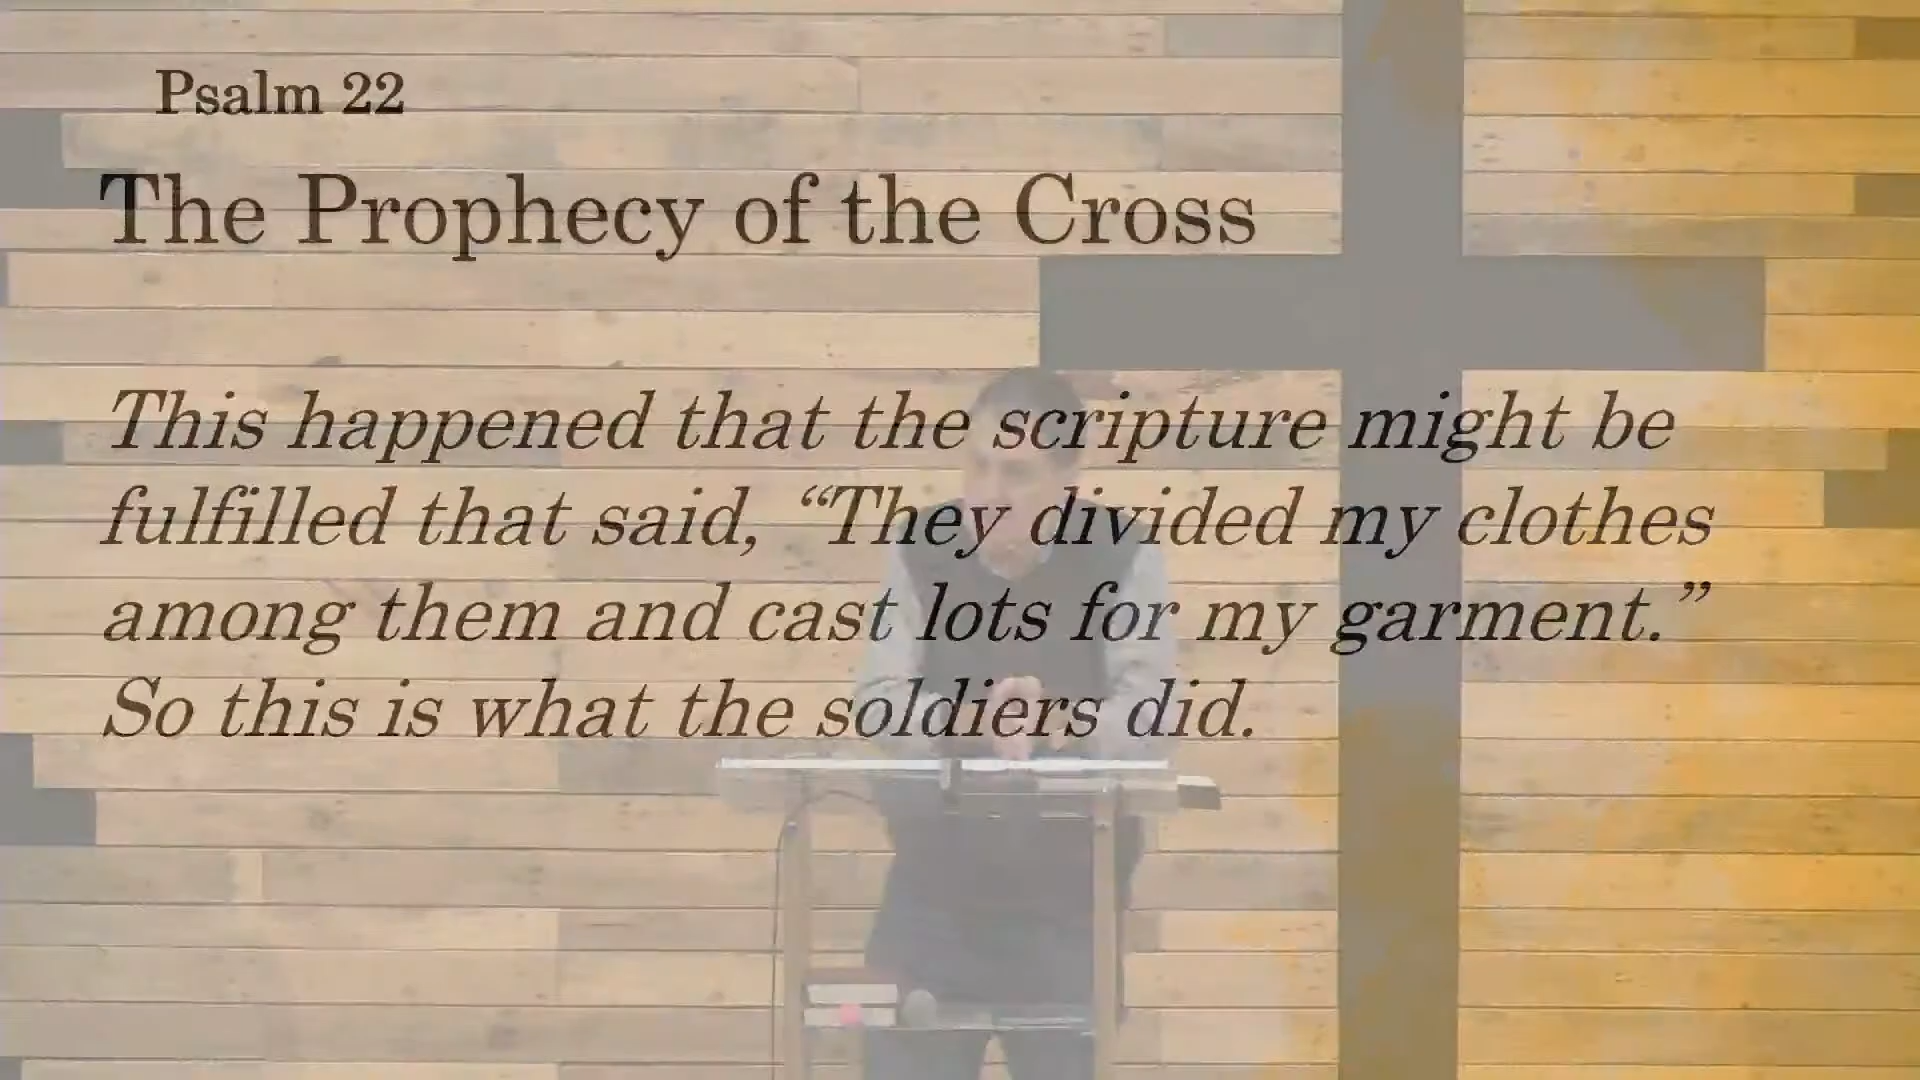 Psalm 22
The Prophecy of the Cross
This happened that the scripture might be
fulfilled that said, “They divided my clothes
among them and cast lots for my garment.”
So this is what the soldiers did.